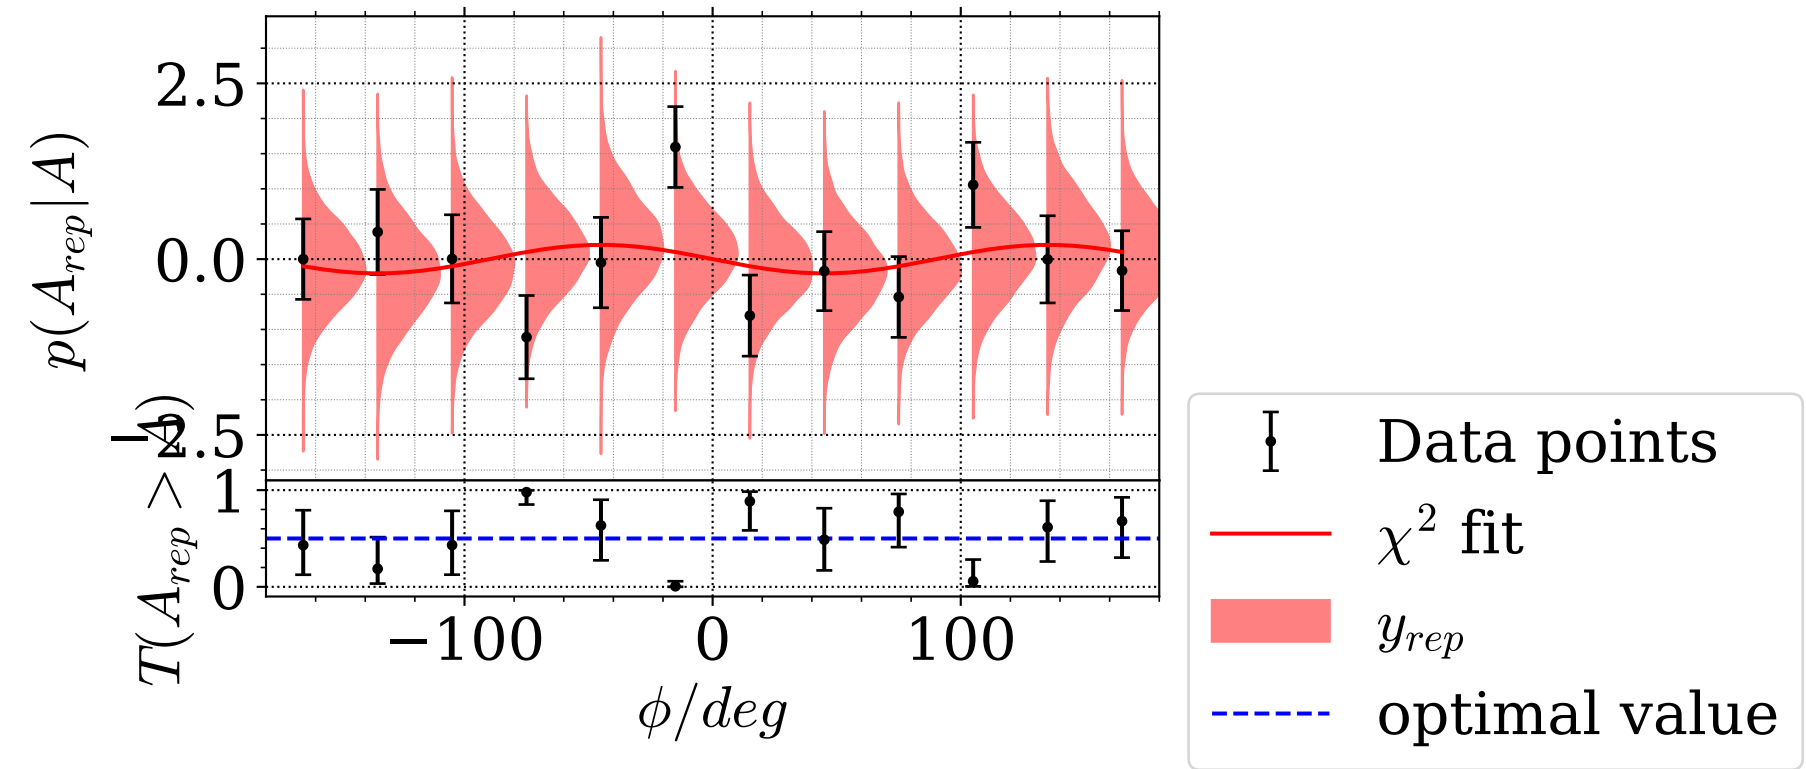 p(A_rep|A)
2.5
0.0
−2.5
T(A_rep > A)
1
0
−100 0 100
ϕ/deg
Data points
χ² fit
y_rep
optimal value